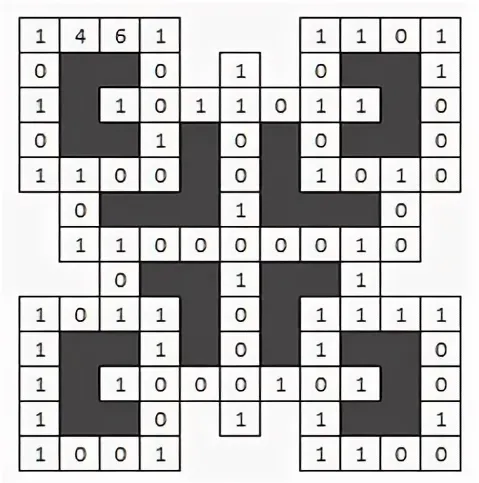 1 4 6 1 1 1 0 1
0 0 1 0 1
1 1 0 1 1 0 1 1 0
0 1 0 0 0
1 1 0 0 0 1 0 1 0
0 1 0
1 1 0 0 0 0 0 1 0
0 1 1
1 0 1 1 0 1 1 1 1
1 1 0 1 0
1 1 0 0 0 1 0 1 0
1 0 1 1 1
1 0 0 1 1 1 0 0